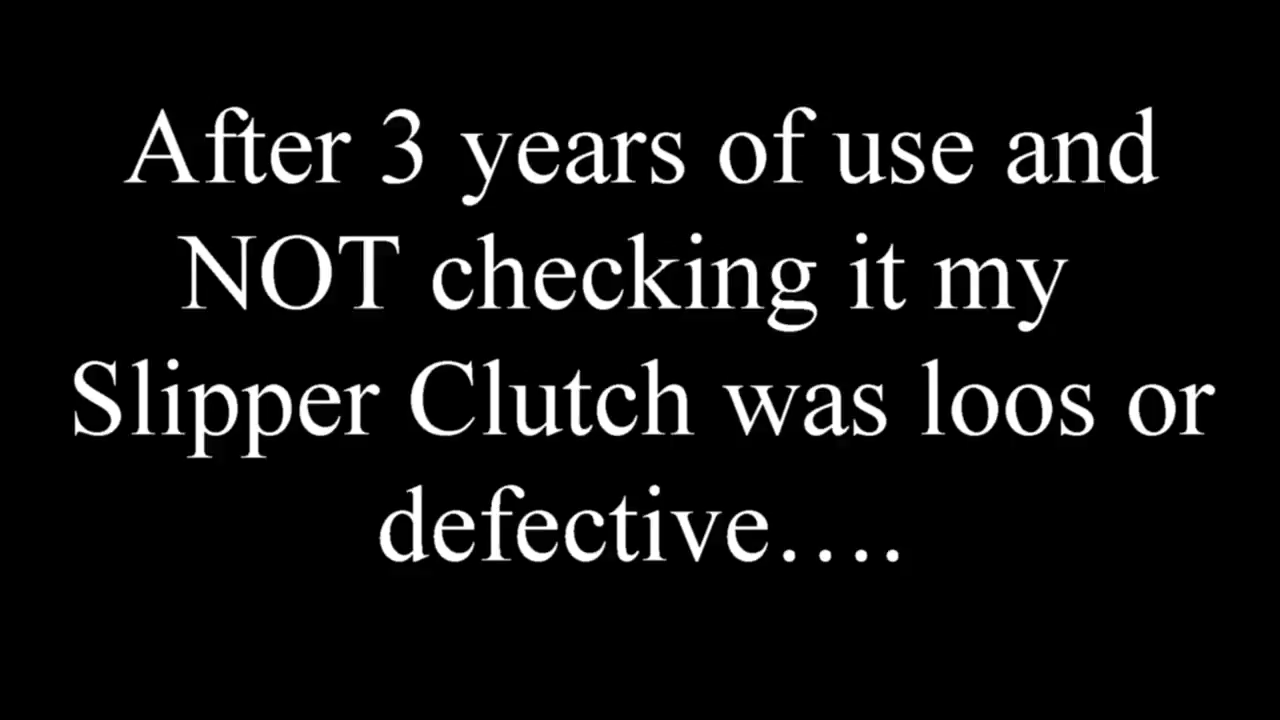 After 3 years of use and
NOT checking it my
Slipper Clutch was loos or
defective….